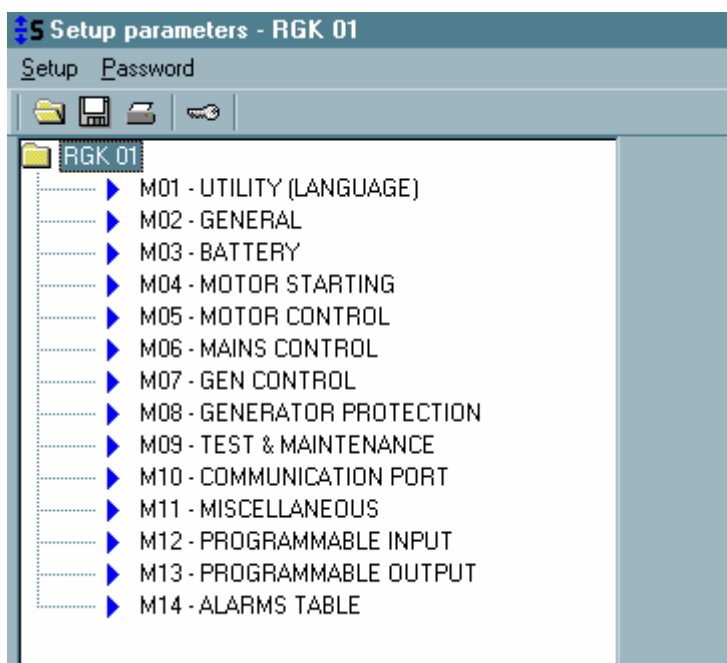 Setup parameters - RGK 01
Setup Password
RGK 01
M01 - UTILITY (LANGUAGE)
M02 - GENERAL
M03 - BATTERY
M04 - MOTOR STARTING
M05 - MOTOR CONTROL
M06 - MAINS CONTROL
M07 - GEN CONTROL
M08 - GENERATOR PROTECTION
M09 - TEST & MAINTENANCE
M10 - COMMUNICATION PORT
M11 - MISCELLANEOUS
M12 - PROGRAMMABLE INPUT
M13 - PROGRAMMABLE OUTPUT
M14 - ALARMS TABLE